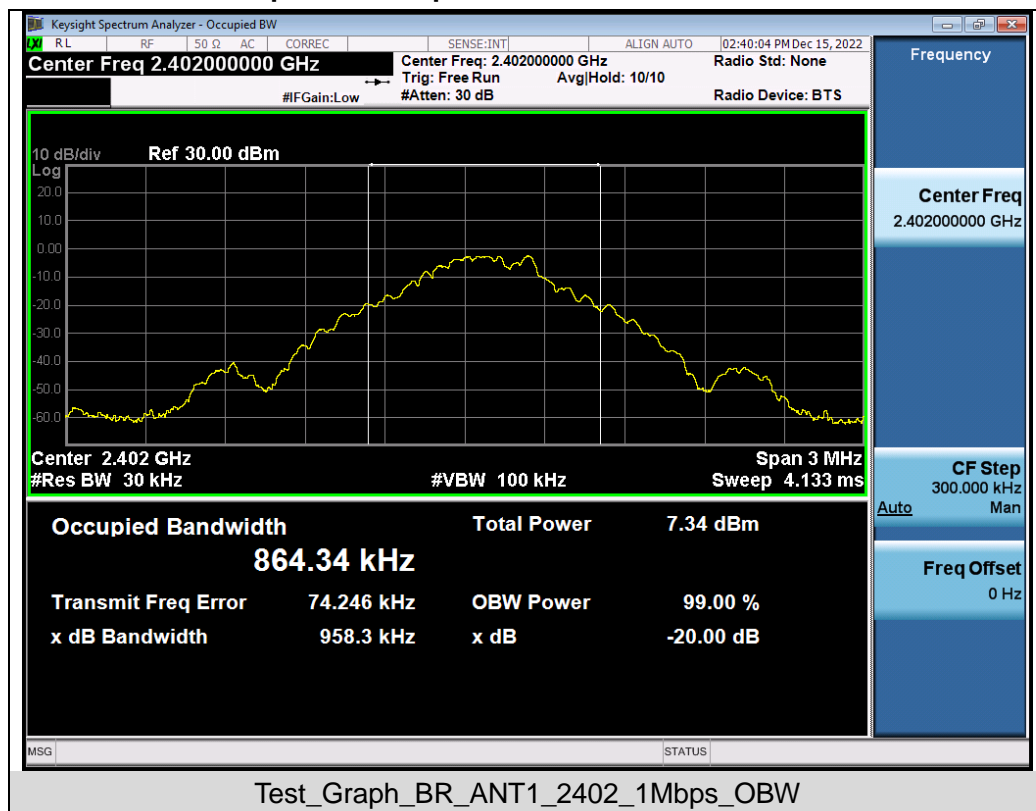 Keysight Spectrum Analyzer - Occupied BW
LXI RL RF 50 Ω AC CORREC SENSE:INT ALIGN AUTO 02:40:04 PM Dec 15, 2022
Center Freq 2.402000000 GHz
#IFGain:Low
Center Freq: 2.402000000 GHz
Trig: Free Run Avg|Hold: 10/10
#Atten: 30 dB
Radio Std: None
Radio Device: BTS
10 dB/div Ref 30.00 dBm
Log
20.0
10.0
0.00
-10.0
-20.0
-30.0
-40.0
-50.0
-60.0
Center 2.402 GHz Span 3 MHz
#Res BW 30 kHz #VBW 100 kHz Sweep 4.133 ms
Occupied Bandwidth Total Power 7.34 dBm
864.34 kHz
Transmit Freq Error 74.246 kHz OBW Power 99.00 %
x dB Bandwidth 958.3 kHz x dB -20.00 dB
Frequency
Center Freq
2.402000000 GHz
CF Step
300.000 kHz
Auto Man
Freq Offset
0 Hz
MSG STATUS
Test_Graph_BR_ANT1_2402_1Mbps_OBW